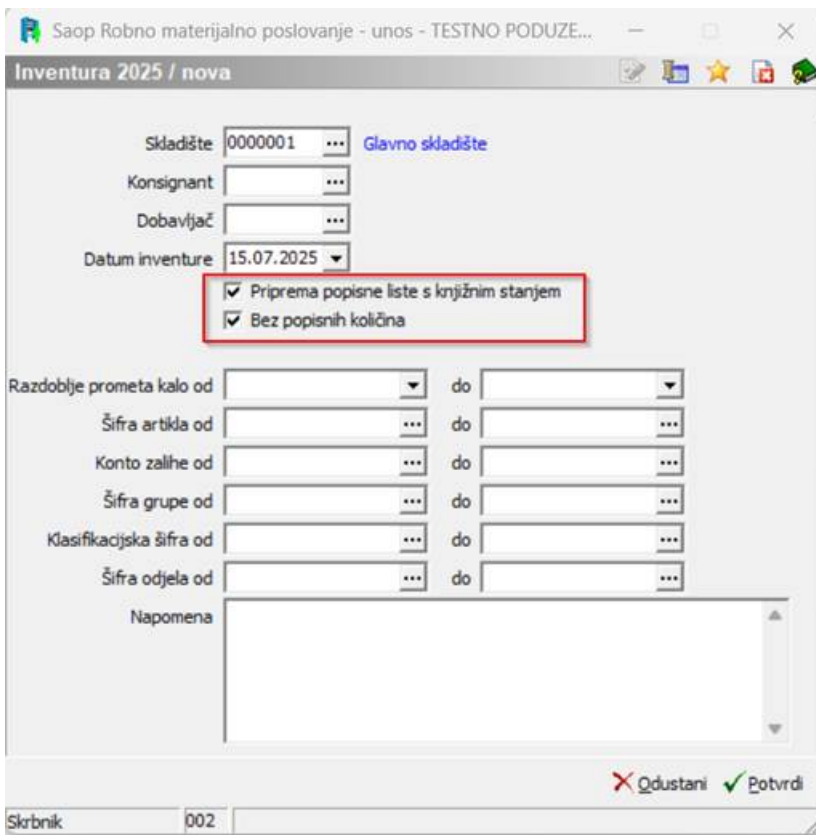 Saop Robno materijalno poslovanje - unos - TESTNO PODUZE...
Inventura 2025 / nova
Skladište 0000001 ... Glavno skladište
Konsignant ...
Dobavljač ...
Datum inventure 15.07.2025
Priprema popisne liste s knjižnim stanjem
Bez popisnih količina
Razdoblje prometa kalo od do
Šifra artikla od ... do ...
Konto zalihe od ... do ...
Šifra grupe od ... do ...
Klasifikacijska šifra od ... do ...
Šifra odjela od ... do ...
Napomena
Odustani Potvrdi
Skrbnik 002